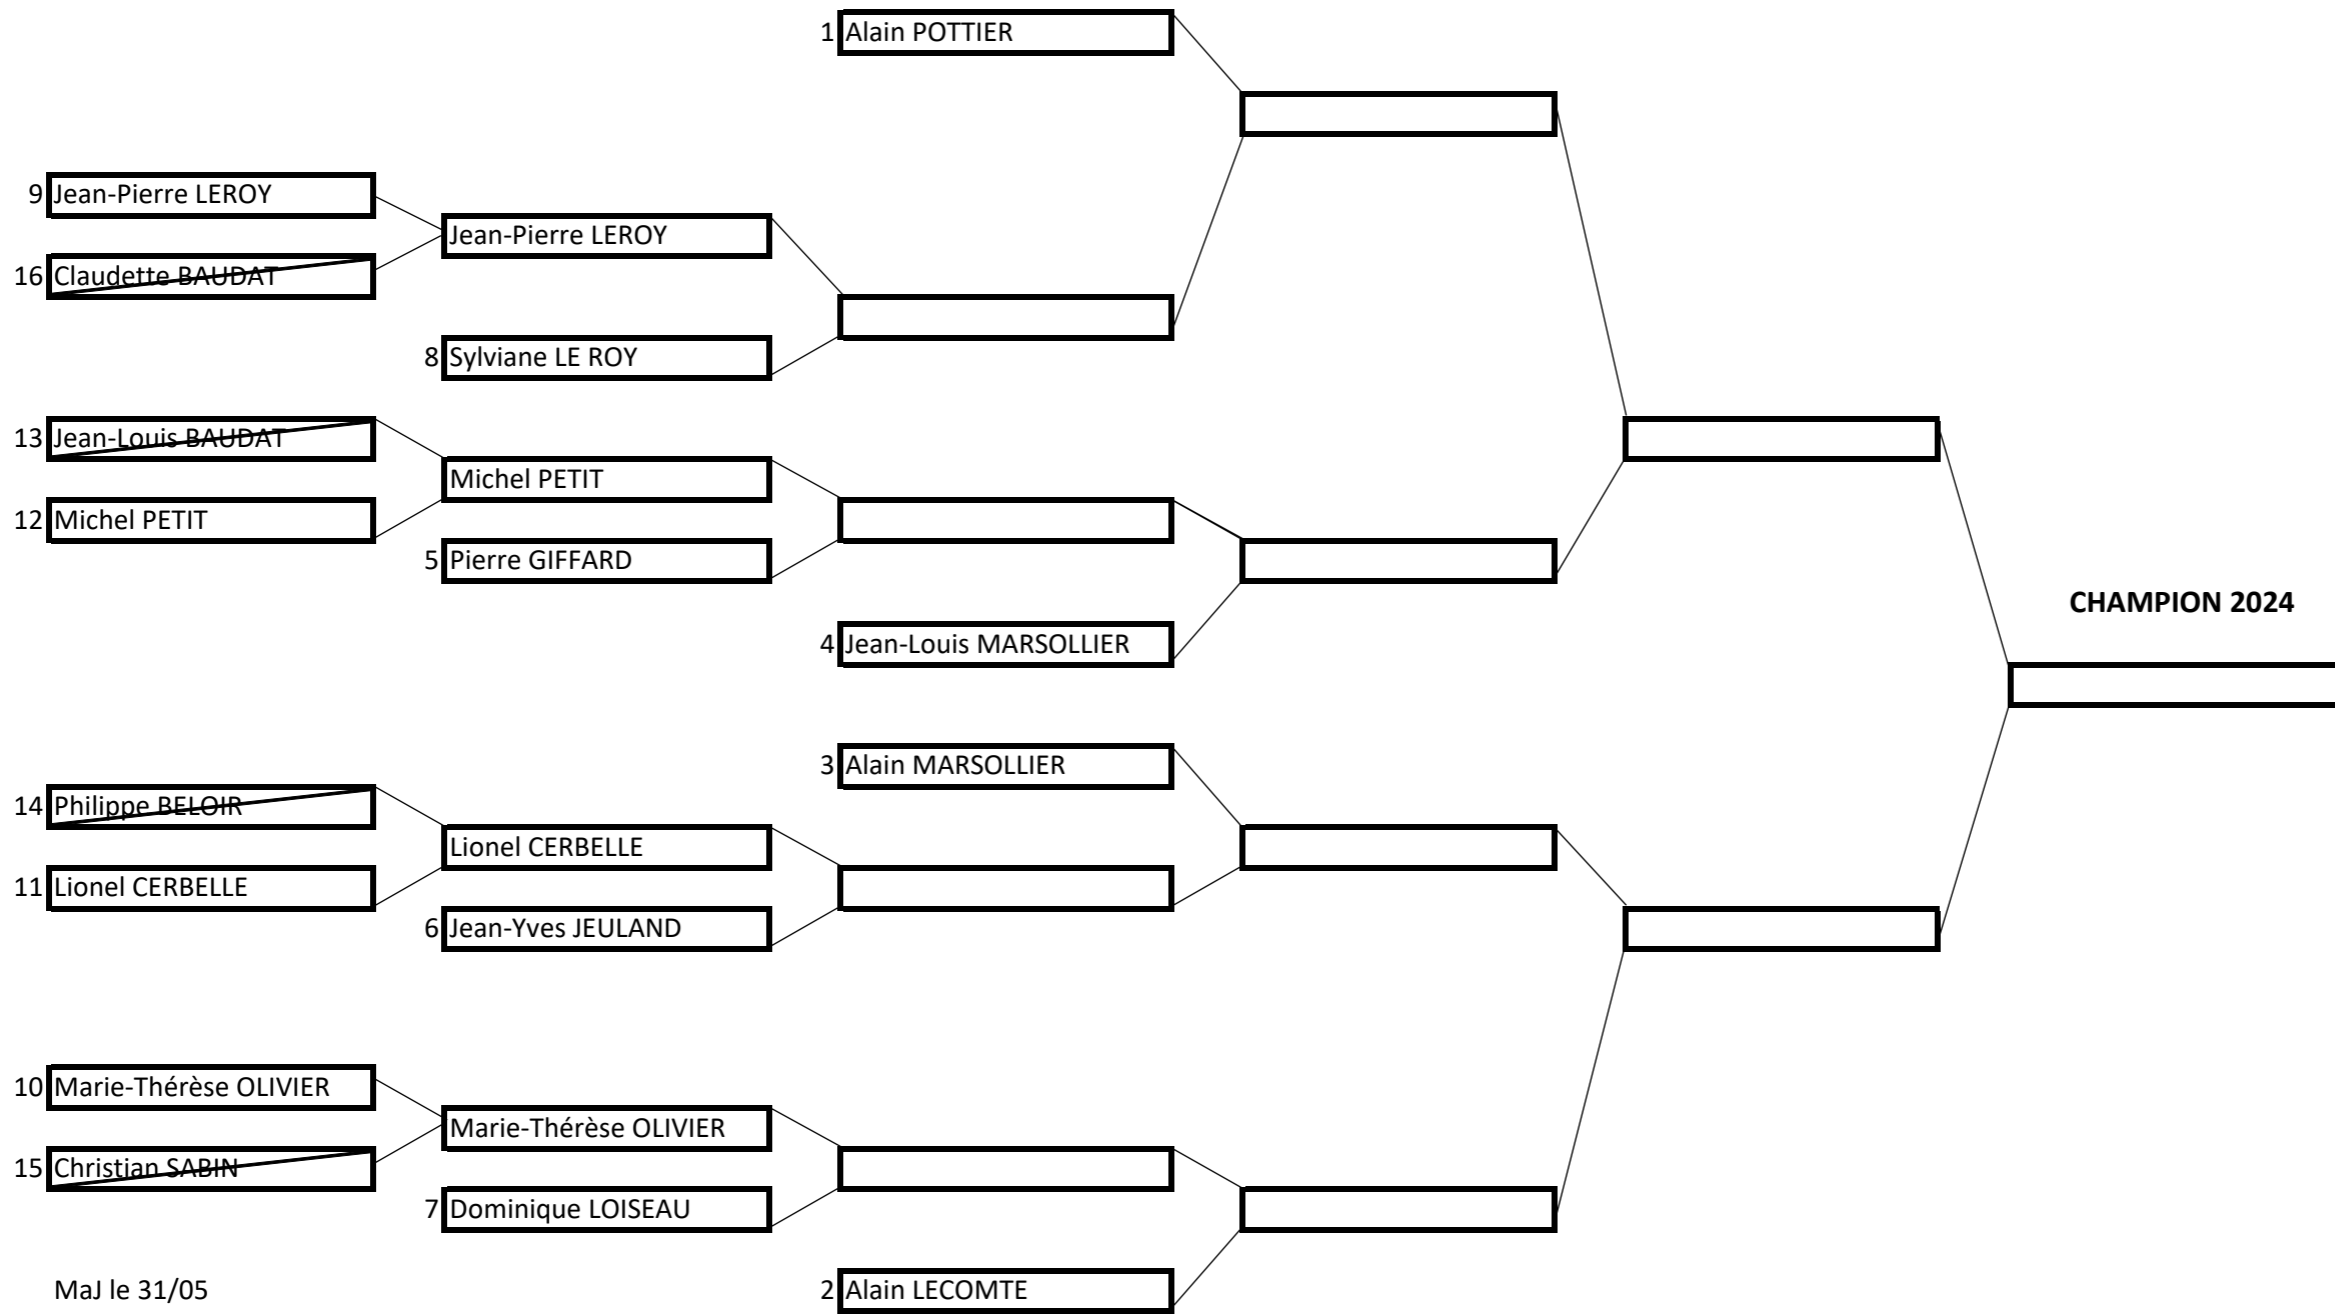 1 Alain POTTIER
9 Jean-Pierre LEROY
Jean-Pierre LEROY
16 Claudette BAUDAT
8 Sylviane LE ROY
13 Jean-Louis BAUDAT
Michel PETIT
12 Michel PETIT
5 Pierre GIFFARD
CHAMPION 2024
4 Jean-Louis MARSOLLIER
3 Alain MARSOLLIER
14 Philippe BELOIR
Lionel CERBELLE
11 Lionel CERBELLE
6 Jean-Yves JEULAND
10 Marie-Thérèse OLIVIER
Marie-Thérèse OLIVIER
15 Christian SABIN
7 Dominique LOISEAU
MaJ le 31/05
2 Alain LECOMTE